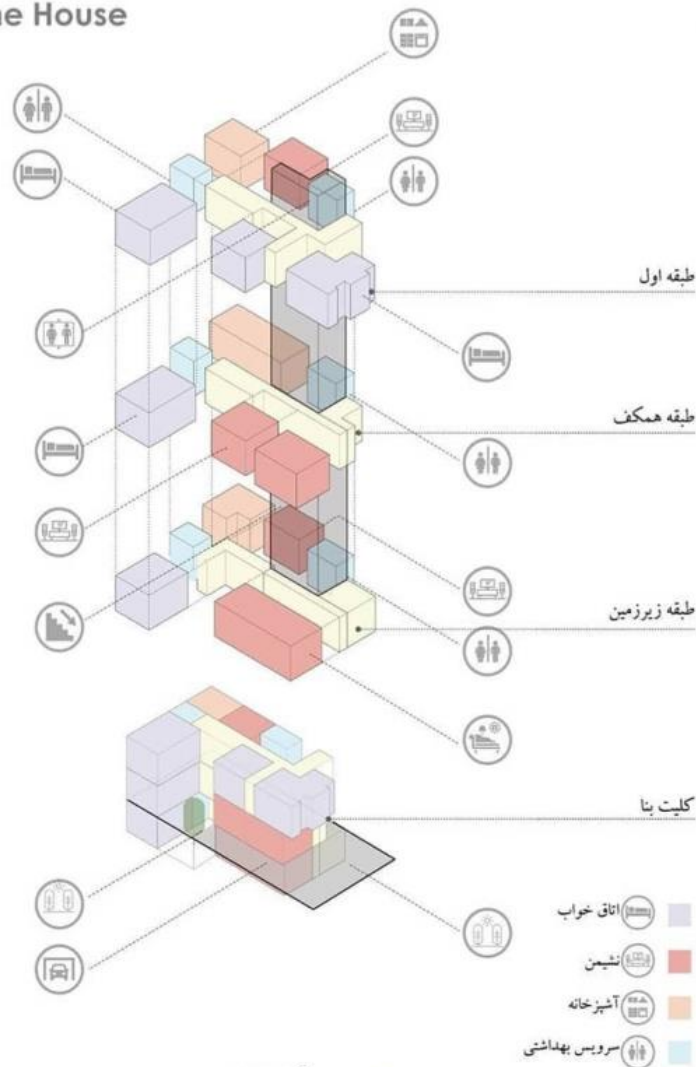 e House
طبقه اول
طبقه همکف
طبقه زیرزمین
کلیت بنا
اتاق خواب
نشیمن
آشپزخانه
سرویس بهداشتی